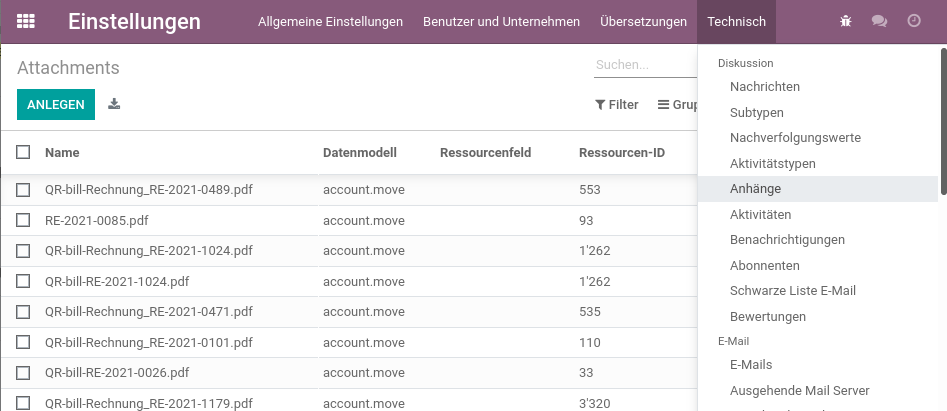 Einstellungen Allgemeine Einstellungen Benutzer und Unternehmen Übersetzungen Technisch
Attachments
Suchen...
ANLEGEN
Filter
Name Datenmodell Ressourcenfeld Ressourcen-ID
QR-bill-Rechnung_RE-2021-0489.pdf account.move 553
RE-2021-0085.pdf account.move 93
QR-bill-Rechnung_RE-2021-1024.pdf account.move 1'262
QR-bill-RE-2021-1024.pdf account.move 1'262
QR-bill-Rechnung_RE-2021-0471.pdf account.move 535
QR-bill-Rechnung_RE-2021-0101.pdf account.move 110
QR-bill-RE-2021-0026.pdf account.move 33
QR-bill-Rechnung_RE-2021-1179.pdf account.move 3'320
Diskussion
Nachrichten
Subtypen
Nachverfolgungswerte
Aktivitätstypen
Anhänge
Aktivitäten
Benachrichtigungen
Abonnenten
Schwarze Liste E-Mail
Bewertungen
E-Mail
E-Mails
Ausgehende Mail Server